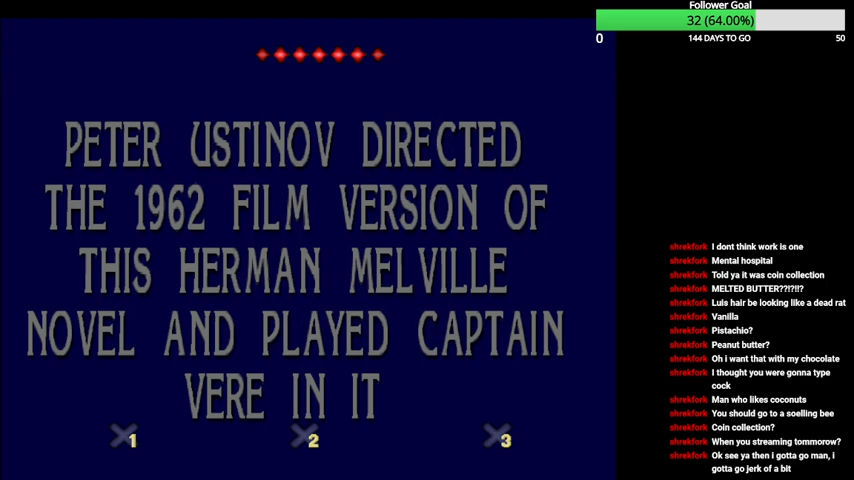 Follower Goal
32 (64.00%)
0
144 DAYS TO GO
50
PETER USTINOV DIRECTED
THE 1962 FILM VERSION OF
THIS HERMAN MELVILLE
NOVEL AND PLAYED CAPTAIN
VERE IN IT
1
2
3
shrekfork I dont think work is one
shrekfork Mental hospital
shrekfork Told ya it was coin collection
shrekfork MELTED BUTTER??!?!!?
shrekfork Luis hair be looking like a dead rat
shrekfork Vanilla
shrekfork Pistachio?
shrekfork Peanut butter?
shrekfork Oh i want that with my chocolate
shrekfork I thought you were gonna type
cock
shrekfork Man who likes coconuts
shrekfork You should go to a soelling bee
shrekfork Coin collection?
shrekfork When you streaming tommorow?
shrekfork Ok see ya then i gotta go man, i
gotta go jerk of a bit